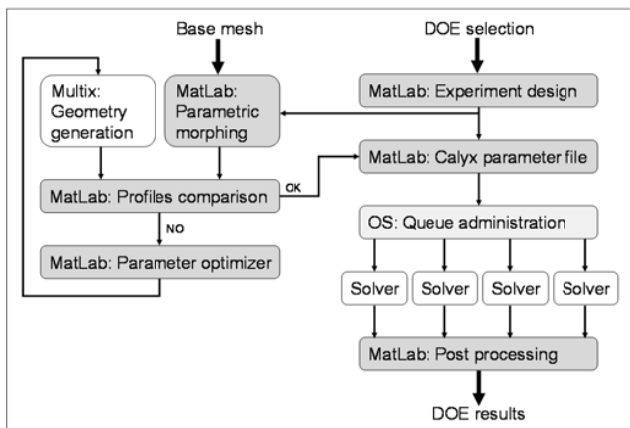 Base mesh
DOE selection
Multix:
Geometry
generation
MatLab:
Parametric
morphing
MatLab: Experiment design
MatLab: Calyx parameter file
MatLab: Profiles comparison
OK
NO
OS: Queue administration
MatLab: Parameter optimizer
Solver
Solver
Solver
Solver
MatLab: Post processing
DOE results